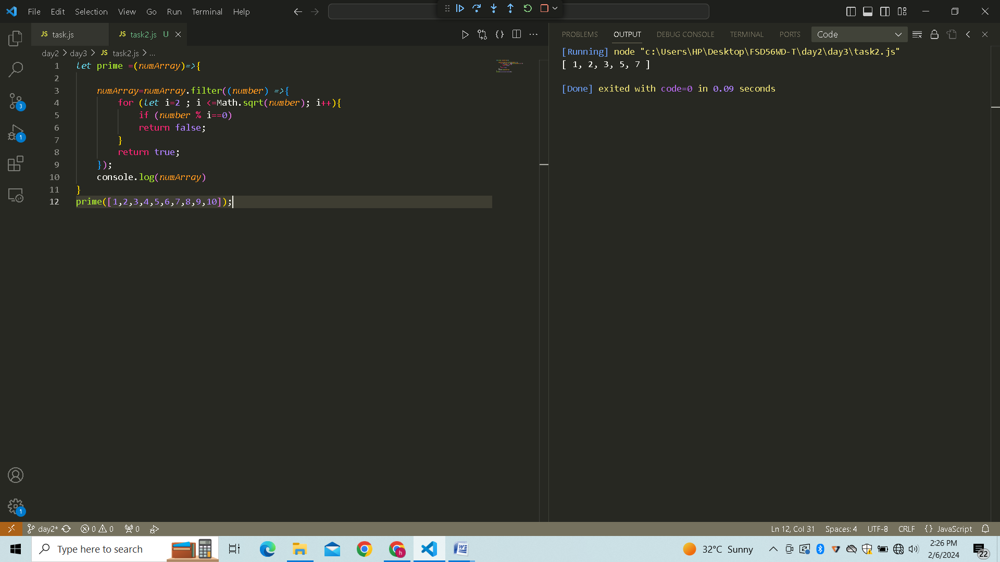 File Edit Selection View Go Run Terminal Help
JS task.js
JS task2.js U
day2 > day3 > JS task2.js > ...
1 let prime =(numArray)=>{
2
3 numArray=numArray.filter((number) =>{
4 for (let i=2 ; i <=Math.sqrt(number); i++){
5 if (number % i==0)
6 return false;
7 }
8 return true;
9 });
10 console.log(numArray)
11 }
12 prime([1,2,3,4,5,6,7,8,9,10]);
3
1
1
PROBLEMS OUTPUT DEBUG CONSOLE TERMINAL PORTS Code
[Running] node "c:\Users\HP\Desktop\FSD56WD-T\day2\day3\task2.js"
[ 1, 2, 3, 5, 7 ]
[Done] exited with code=0 in 0.09 seconds
day2* 0 0 0
Ln 12, Col 31 Spaces: 4 UTF-8 CRLF {} JavaScript
Type here to search
h
32°C Sunny
2:26 PM
2/6/2024
22